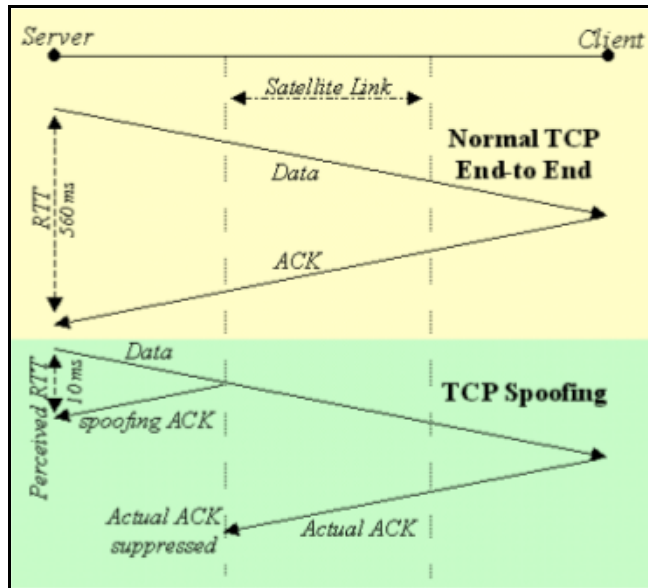 Server
Client
Satellite Link
Normal TCP
End-to End
Data
RTT
560 ms
ACK
Data
Perceived RTT
10 ms
TCP Spoofing
spoofing ACK
Actual ACK
suppressed
Actual ACK